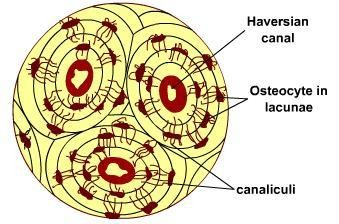 Haversian
canal
Osteocyte in
lacunae
canaliculi